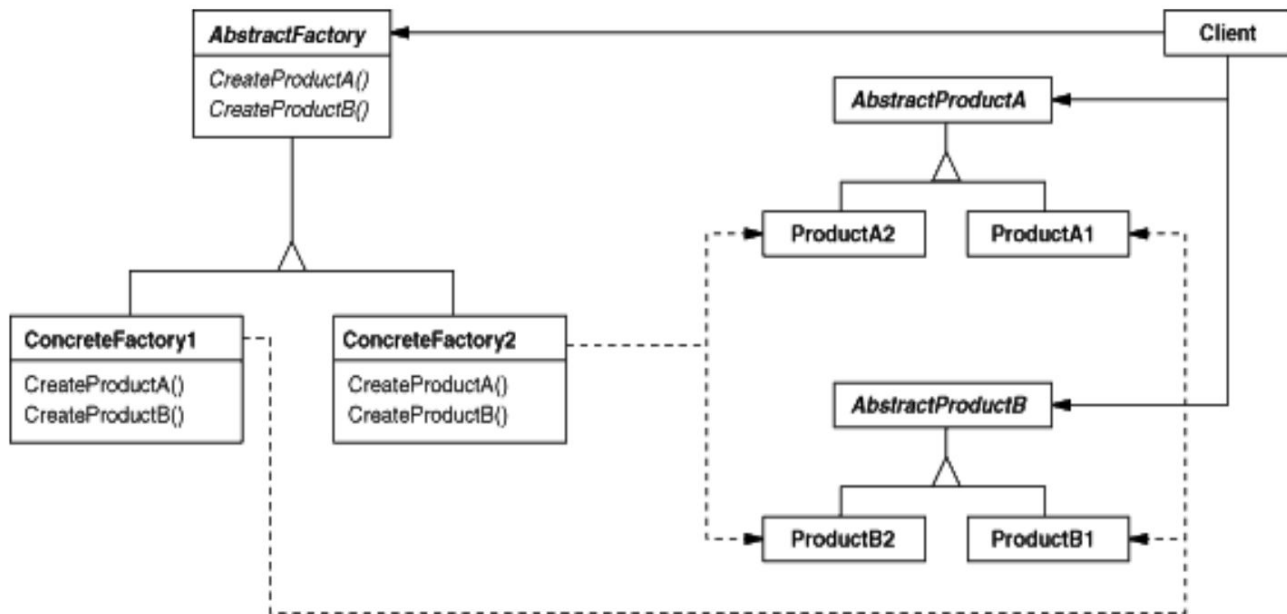 AbstractFactory
CreateProductA()
CreateProductB()
Client
AbstractProductA
ProductA2
ProductA1
ConcreteFactory1
CreateProductA()
CreateProductB()
ConcreteFactory2
CreateProductA()
CreateProductB()
AbstractProductB
ProductB2
ProductB1